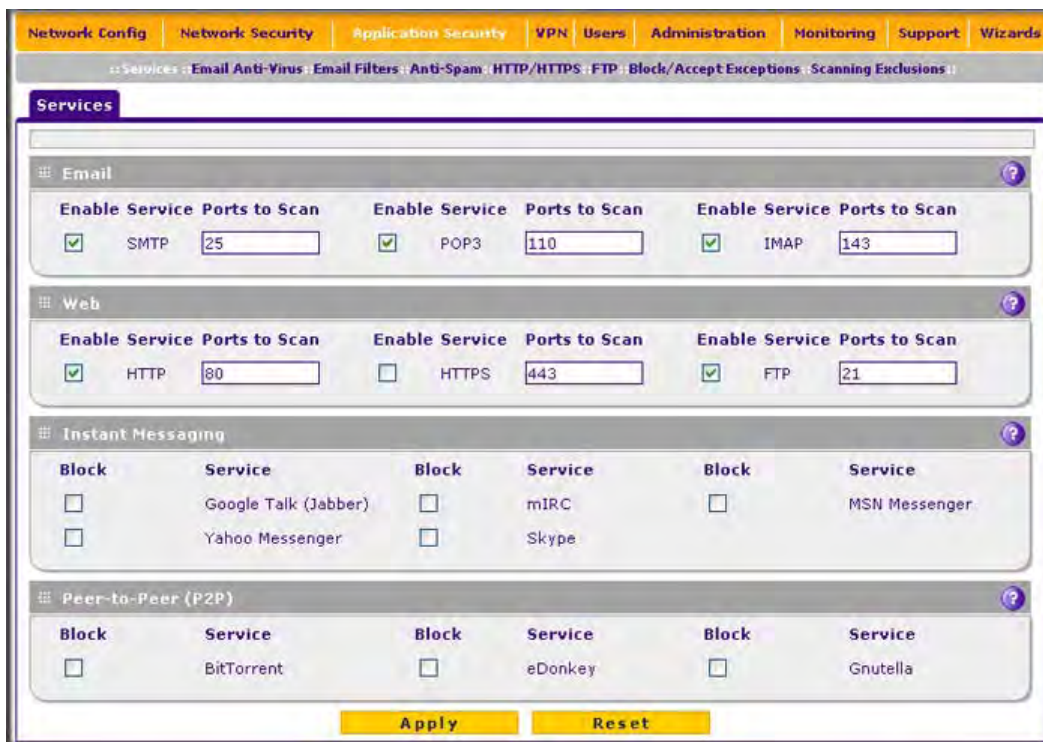 Network Config Network Security Application Security VPN Users Administration Monitoring Support Wizards
:: Services :: Email Anti-Virus :: Email Filters :: Anti-Spam :: HTTP/HTTPS :: FTP :: Block/Accept Exceptions :: Scanning Exclusions ::
Services
Email ?
Enable Service Ports to Scan Enable Service Ports to Scan Enable Service Ports to Scan
SMTP 25 POP3 110 IMAP 143
Web ?
Enable Service Ports to Scan Enable Service Ports to Scan Enable Service Ports to Scan
HTTP 80 HTTPS 443 FTP 21
Instant Messaging ?
Block Service Block Service Block Service
Google Talk (Jabber) mIRC MSN Messenger
Yahoo Messenger Skype
Peer-to-Peer (P2P) ?
Block Service Block Service Block Service
BitTorrent eDonkey Gnutella
Apply Reset